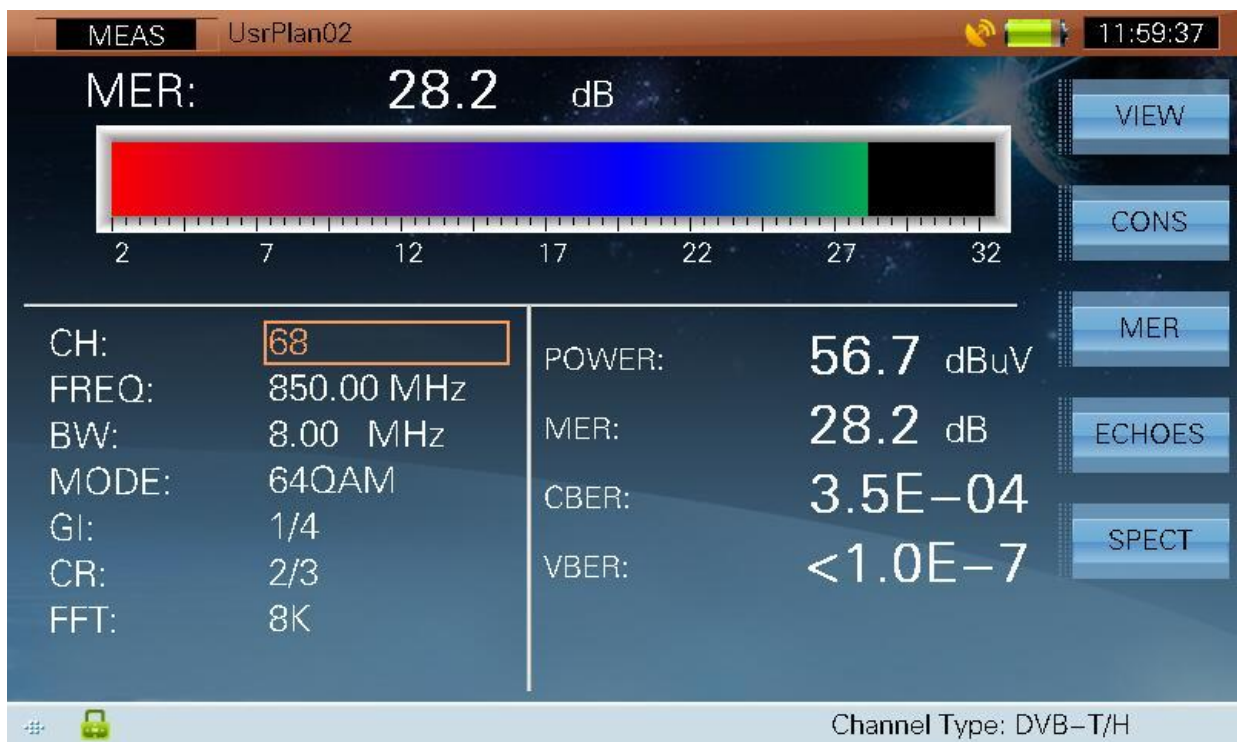 MEAS UsrPlan02 11:59:37
MER: 28.2 dB
2 7 12 17 22 27 32
CH: 68
FREQ: 850.00 MHz
BW: 8.00 MHz
MODE: 64QAM
GI: 1/4
CR: 2/3
FFT: 8K
POWER: 56.7 dBuV
MER: 28.2 dB
CBER: 3.5E–04
VBER: <1.0E–7
VIEW
CONS
MER
ECHOES
SPECT
Channel Type: DVB–T/H